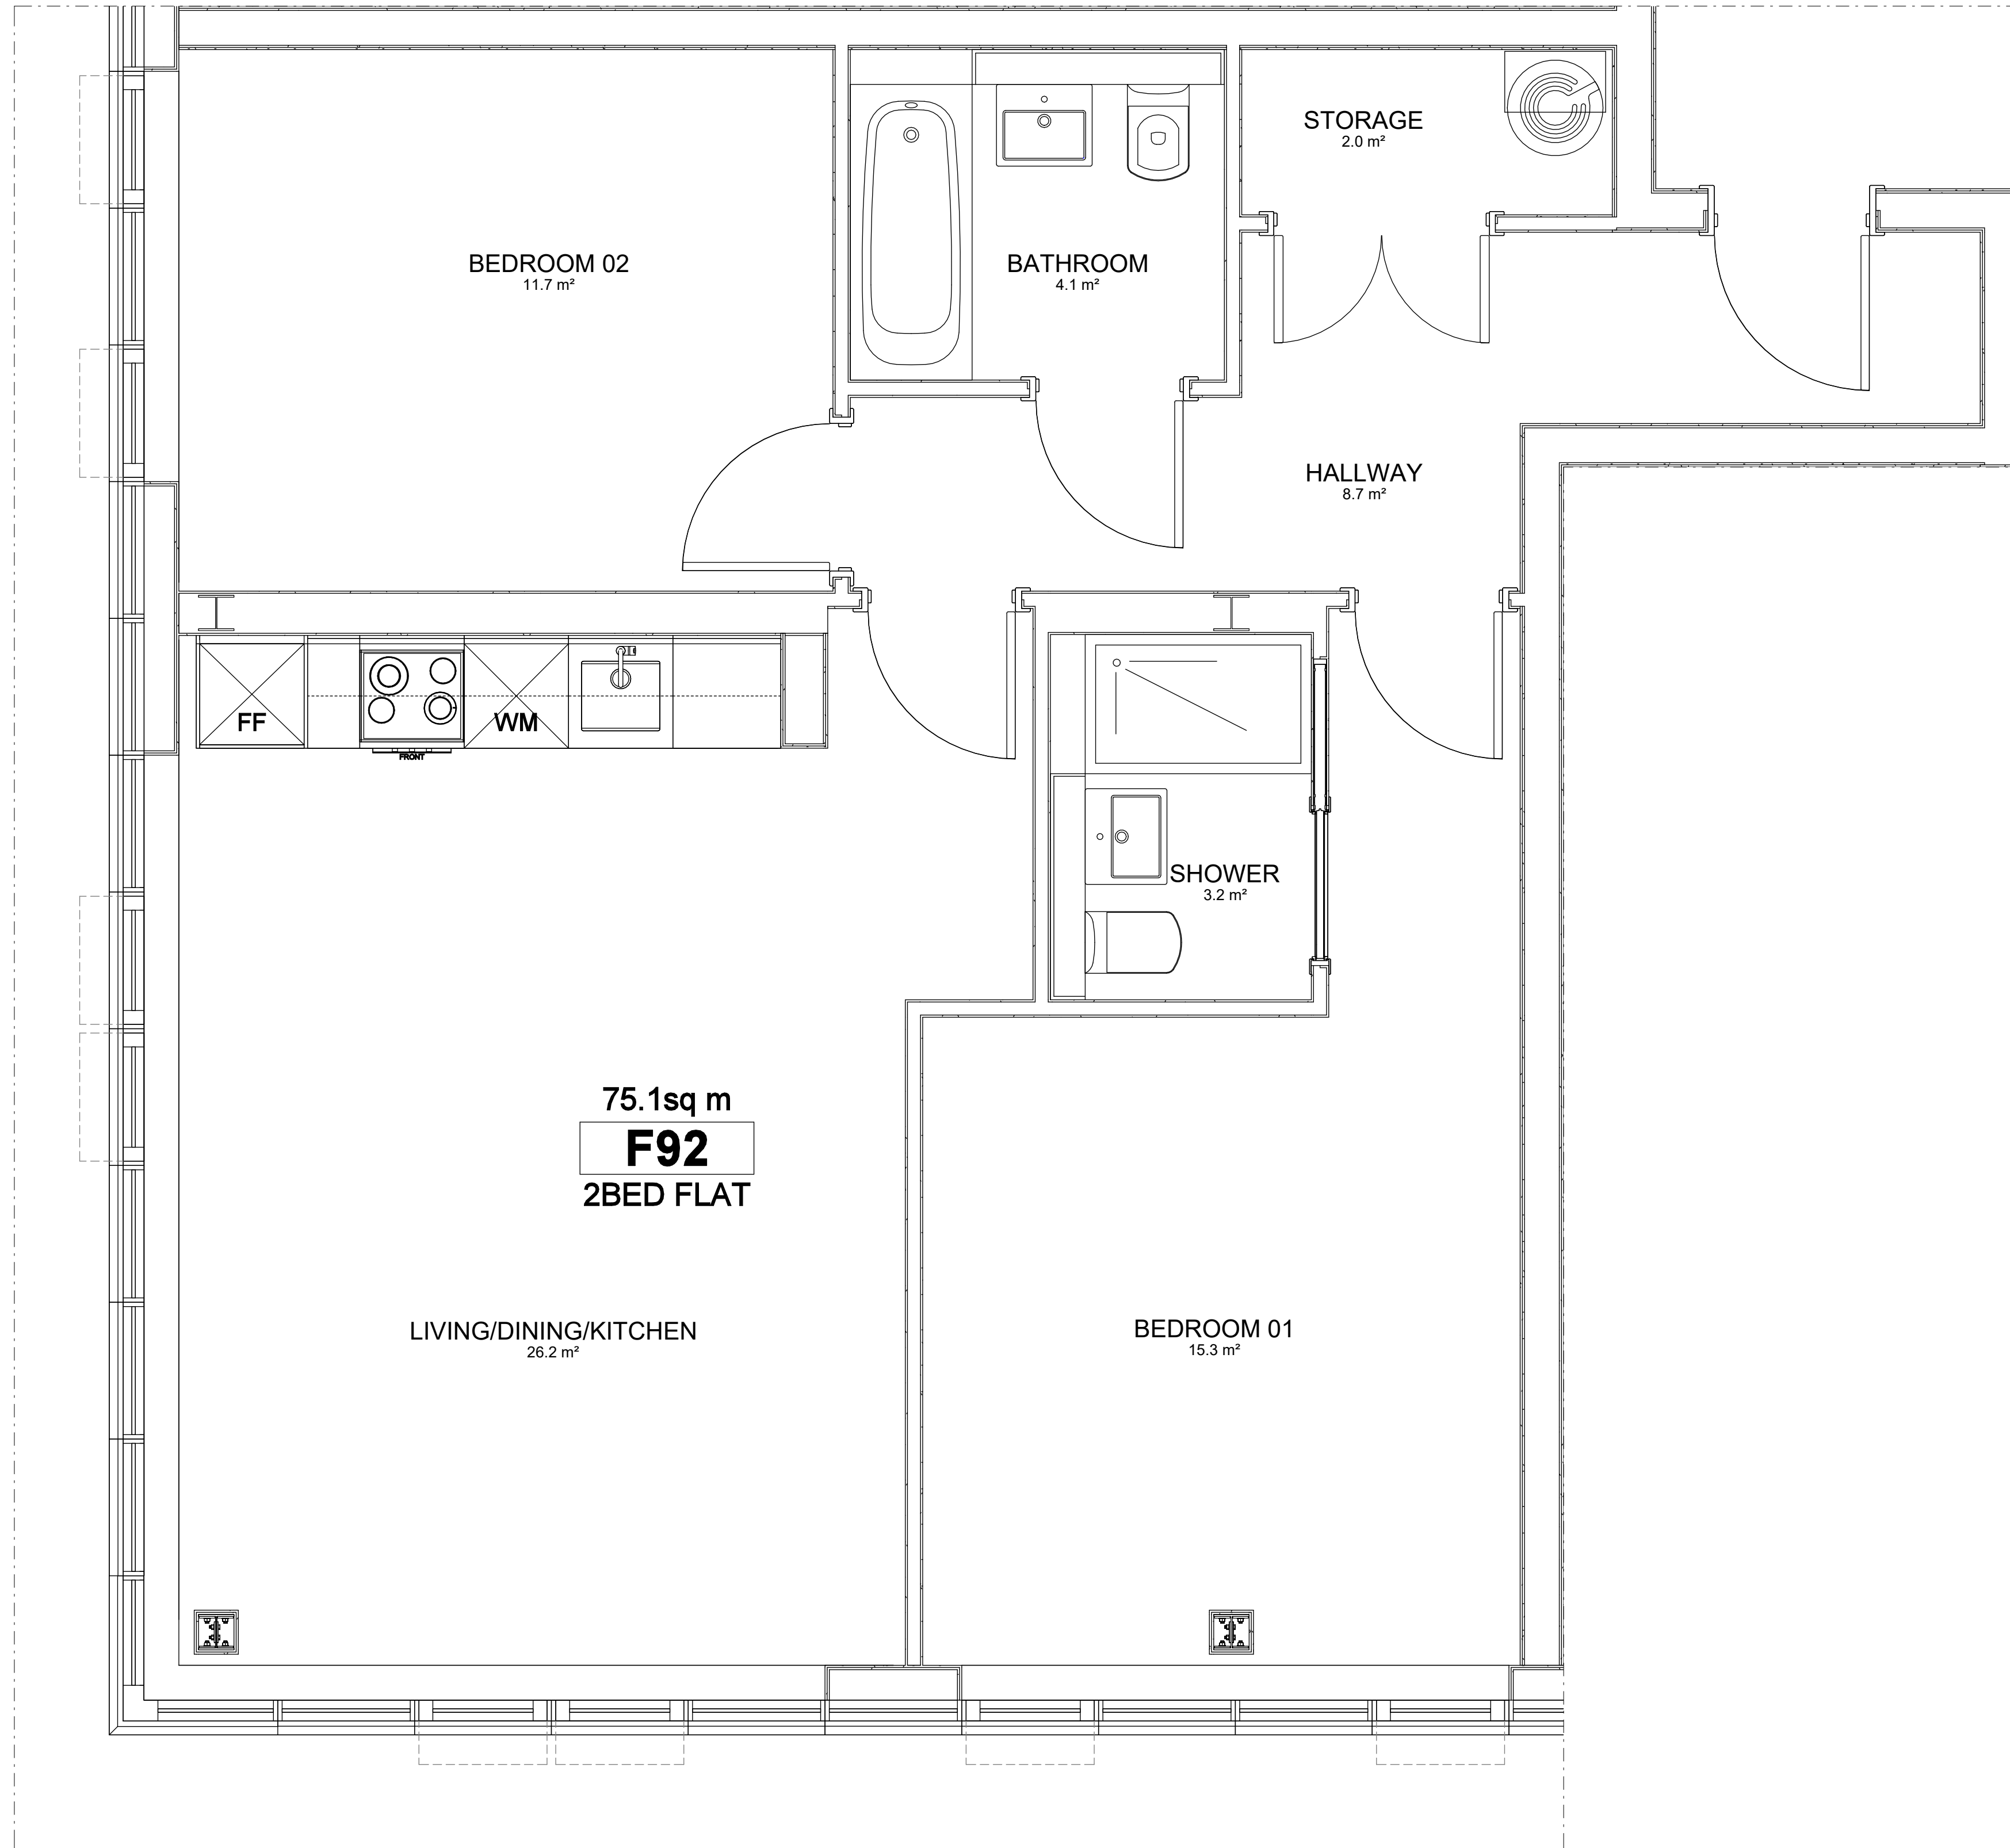 STORAGE
2.0 m²
BEDROOM 02
11.7 m²
BATHROOM
4.1 m²
HALLWAY
8.7 m²
FF
WM
FRONT
SHOWER
3.2 m²
75.1sq m
F92
2BED FLAT
LIVING/DINING/KITCHEN
26.2 m²
BEDROOM 01
15.3 m²